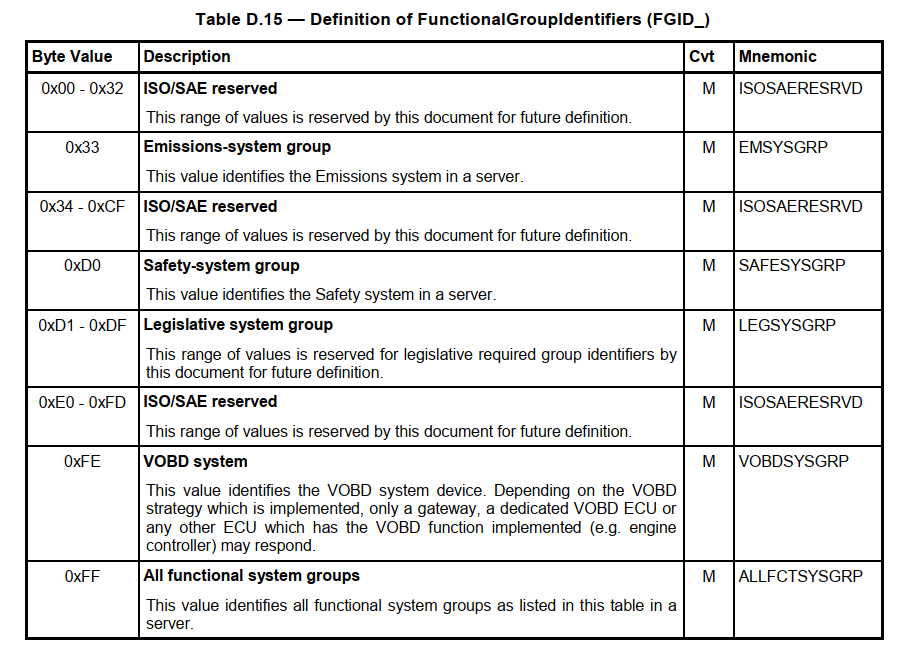 Table D.15 — Definition of FunctionalGroupIdentifiers (FGID_)
Byte Value Description Cvt Mnemonic
0x00 - 0x32 ISO/SAE reserved M ISOSAERESRVD
This range of values is reserved by this document for future definition.
0x33 Emissions-system group M EMSYSGRP
This value identifies the Emissions system in a server.
0x34 - 0xCF ISO/SAE reserved M ISOSAERESRVD
This range of values is reserved by this document for future definition.
0xD0 Safety-system group M SAFESYSGRP
This value identifies the Safety system in a server.
0xD1 - 0xDF Legislative system group M LEGSYSGRP
This range of values is reserved for legislative required group identifiers by
this document for future definition.
0xE0 - 0xFD ISO/SAE reserved M ISOSAERESRVD
This range of values is reserved by this document for future definition.
0xFE VOBD system M VOBDSYSGRP
This value identifies the VOBD system device. Depending on the VOBD
strategy which is implemented, only a gateway, a dedicated VOBD ECU or
any other ECU which has the VOBD function implemented (e.g. engine
controller) may respond.
0xFF All functional system groups M ALLFCTSYSGRP
This value identifies all functional system groups as listed in this table in a
server.